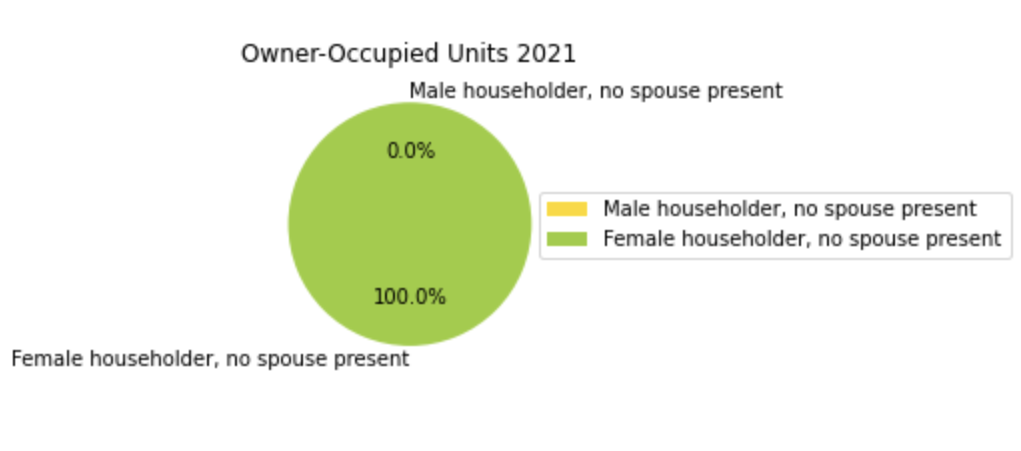 Owner-Occupied Units 2021
Male householder, no spouse present
0.0%
Male householder, no spouse present
Female householder, no spouse present
100.0%
Female householder, no spouse present